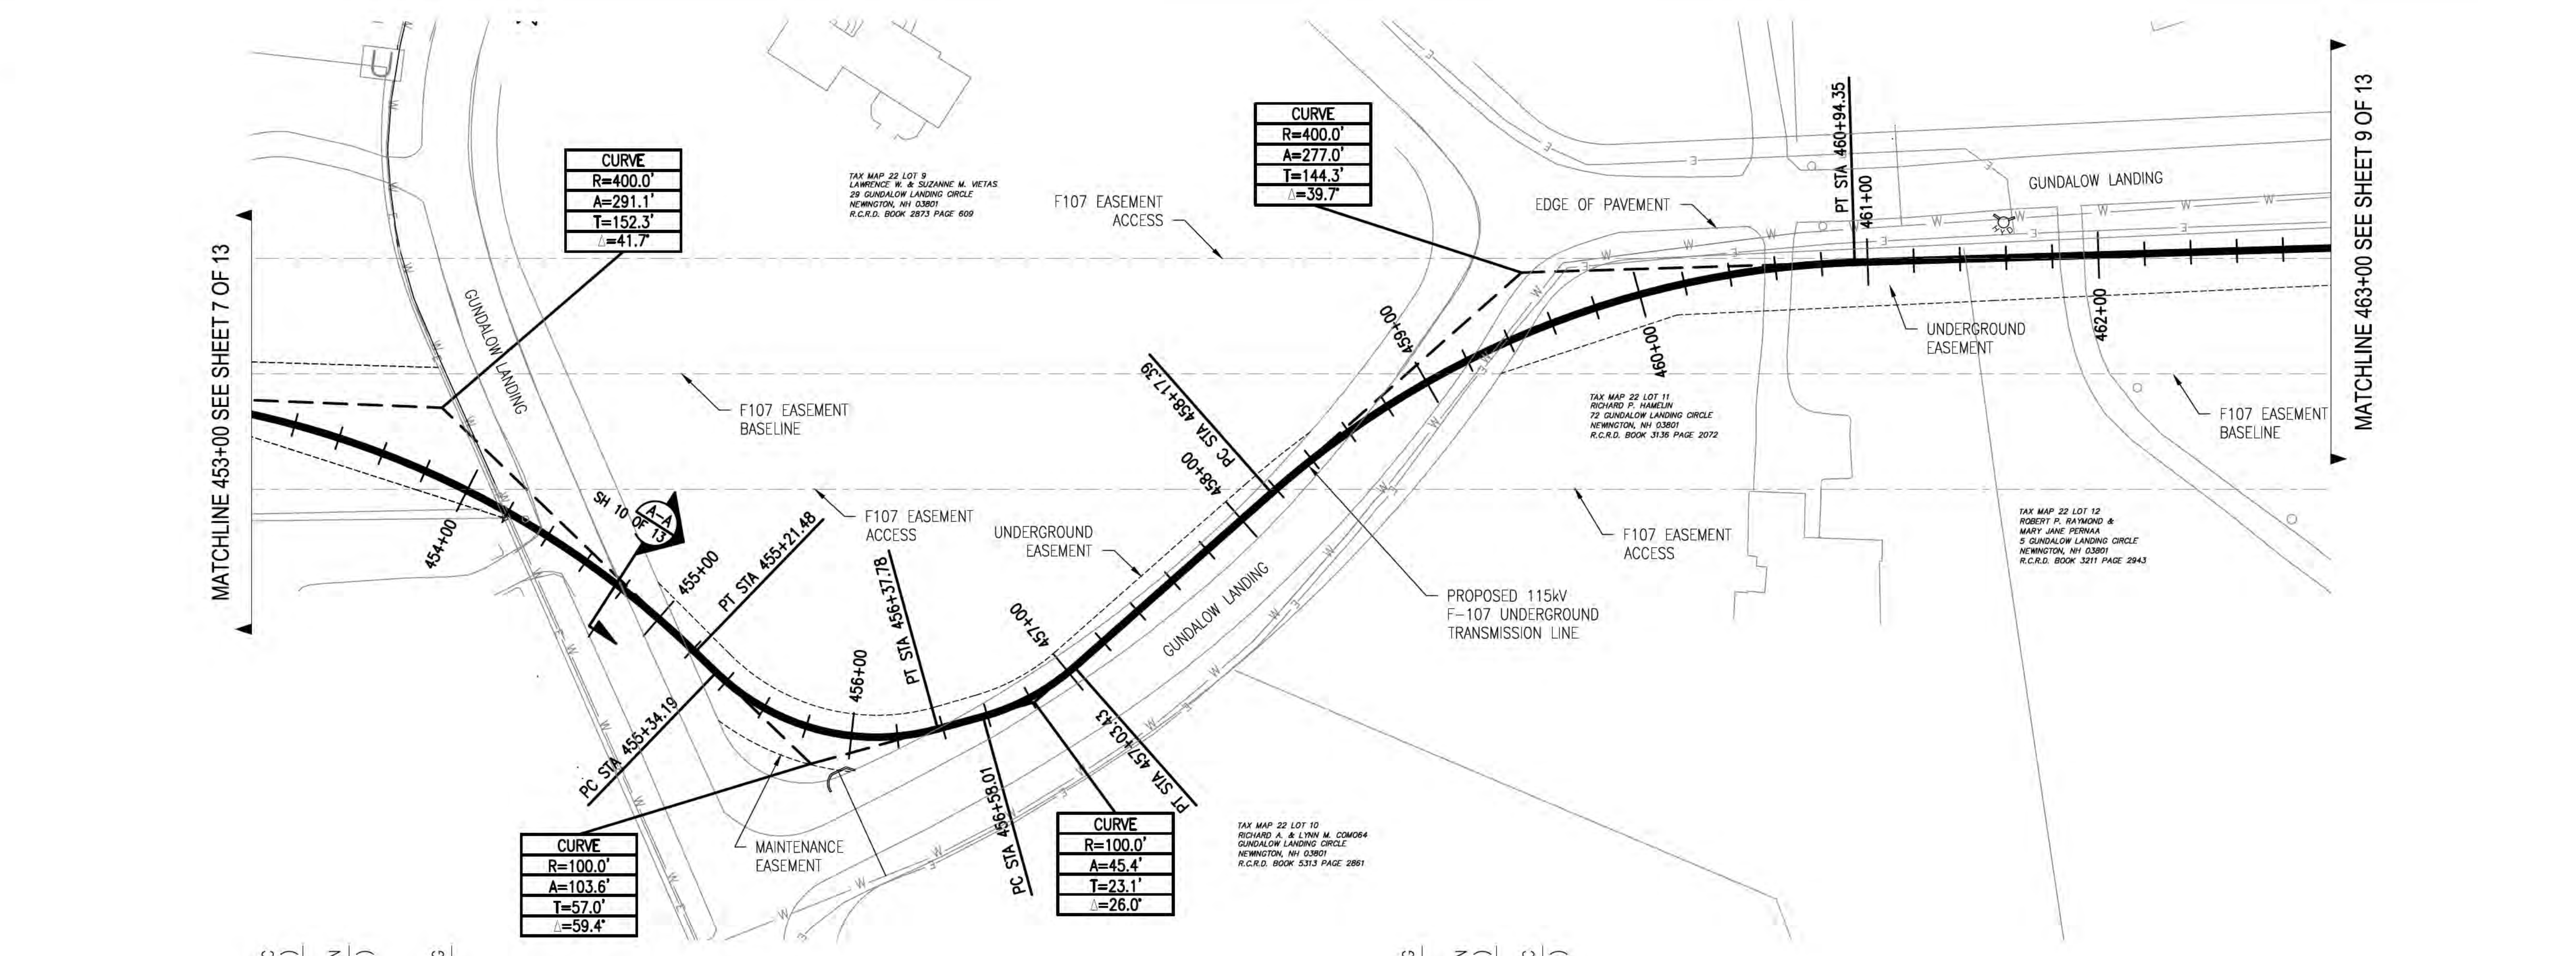 MATCHLINE 453+00 SEE SHEET 7 OF 13
CURVE
R=400.0'
A=291.1'
T=152.3'
Δ=41.7°
TAX MAP 22 LOT 9
LAWRENCE W. & SUZANNE M. VIETAS
29 GUNDALOW LANDING CIRCLE
NEWINGTON, NH 03801
R.C.R.D. BOOK 2873 PAGE 609
F107 EASEMENT
ACCESS
CURVE
R=400.0'
A=277.0'
T=144.3'
Δ=39.7°
EDGE OF PAVEMENT
PT STA 460+94.35
461+00
GUNDALOW LANDING
HYD
MATCHLINE 463+00 SEE SHEET 9 OF 13
GUNDALOW LANDING
F107 EASEMENT
BASELINE
459+00
460+00
UNDERGROUND
EASEMENT
462+00
PC STA 458+17.39
458+00
TAX MAP 22 LOT 11
RICHARD P. HAMELIN
72 GUNDALOW LANDING CIRCLE
NEWINGTON, NH 03801
R.C.R.D. BOOK 3136 PAGE 2072
F107 EASEMENT
BASELINE
454+00
SH 10 OF 13
A-A
455+00
PT STA 455+21.48
F107 EASEMENT
ACCESS
UNDERGROUND
EASEMENT
F107 EASEMENT
ACCESS
TAX MAP 22 LOT 12
ROBERT P. RAYMOND &
MARY JANE PERNAA
5 GUNDALOW LANDING CIRCLE
NEWINGTON, NH 03801
R.C.R.D. BOOK 3211 PAGE 2943
PT STA 456+37.78
457+00
GUNDALOW LANDING
PROPOSED 115kV
F-107 UNDERGROUND
TRANSMISSION LINE
456+00
PC STA 455+34.19
PC STA 456+58.01
PT STA 457+03.43
CURVE
R=100.0'
A=103.6'
T=57.0'
Δ=59.4°
MAINTENANCE
EASEMENT
CURVE
R=100.0'
A=45.4'
T=23.1'
Δ=26.0°
TAX MAP 22 LOT 10
RICHARD A. & LYNN M. COMO64
GUNDALOW LANDING CIRCLE
NEWINGTON, NH 03801
R.C.R.D. BOOK 5313 PAGE 2861